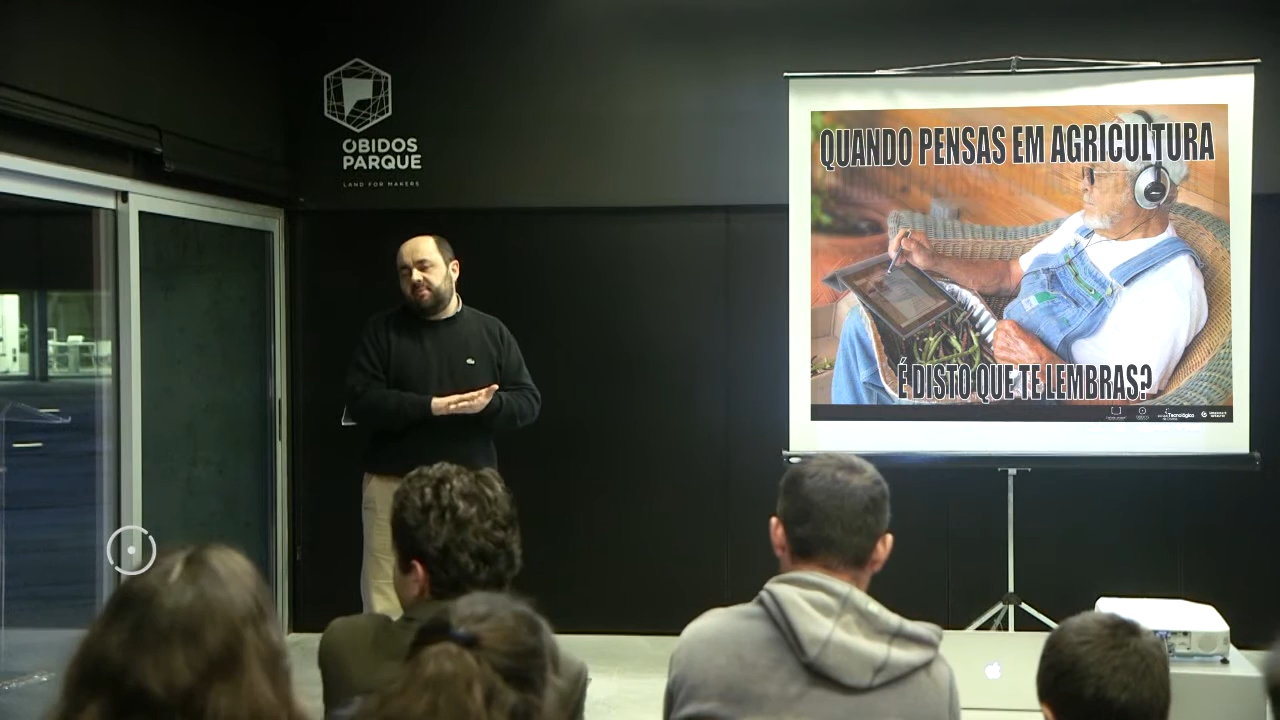 OBIDOS
PARQUE
LAND FOR MAKERS
QUANDO PENSAS EM AGRICULTURA
É DISTO QUE TE LEMBRAS?